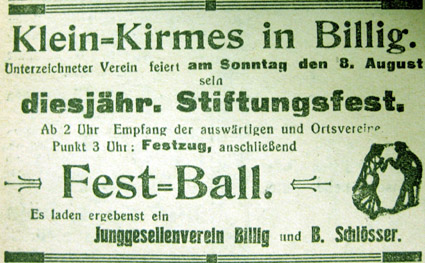 Klein=Kirmes in Billig.
Unterzeichneter Verein feiert am Sonntag den 8. August
sein
diesjähr. Stiftungsfest.
Ab 2 Uhr Empfang der auswärtigen und Ortsvereine
Punkt 3 Uhr: Festzug, anschließend
Fest=Ball.
Es laden ergebenst ein
Junggesellenverein Billig und B. Schlösser.